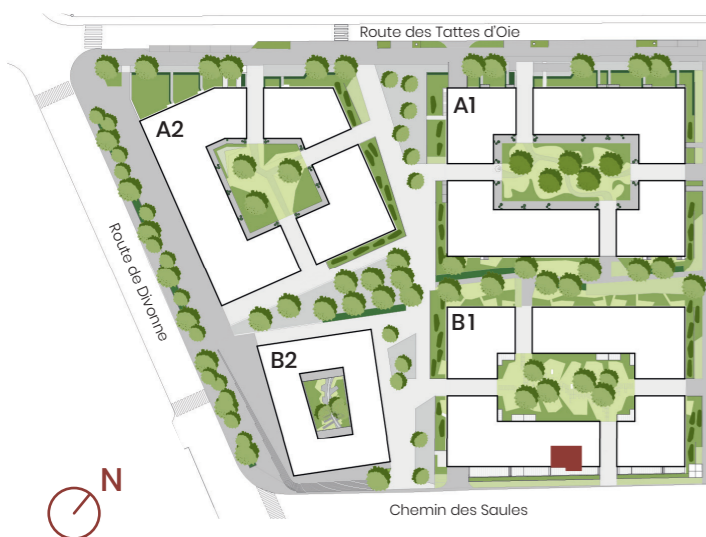 Route des Tattes d'Oie
A2
A1
Route de Divonne
B1
B2
N
Chemin des Saules